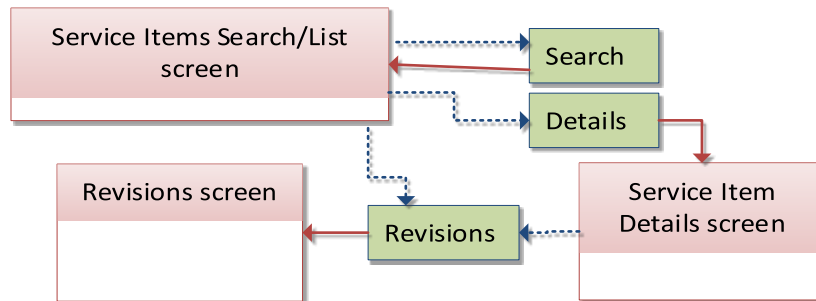 Service Items Search/List
screen
Search
Details
Revisions screen
Revisions
Service Item
Details screen